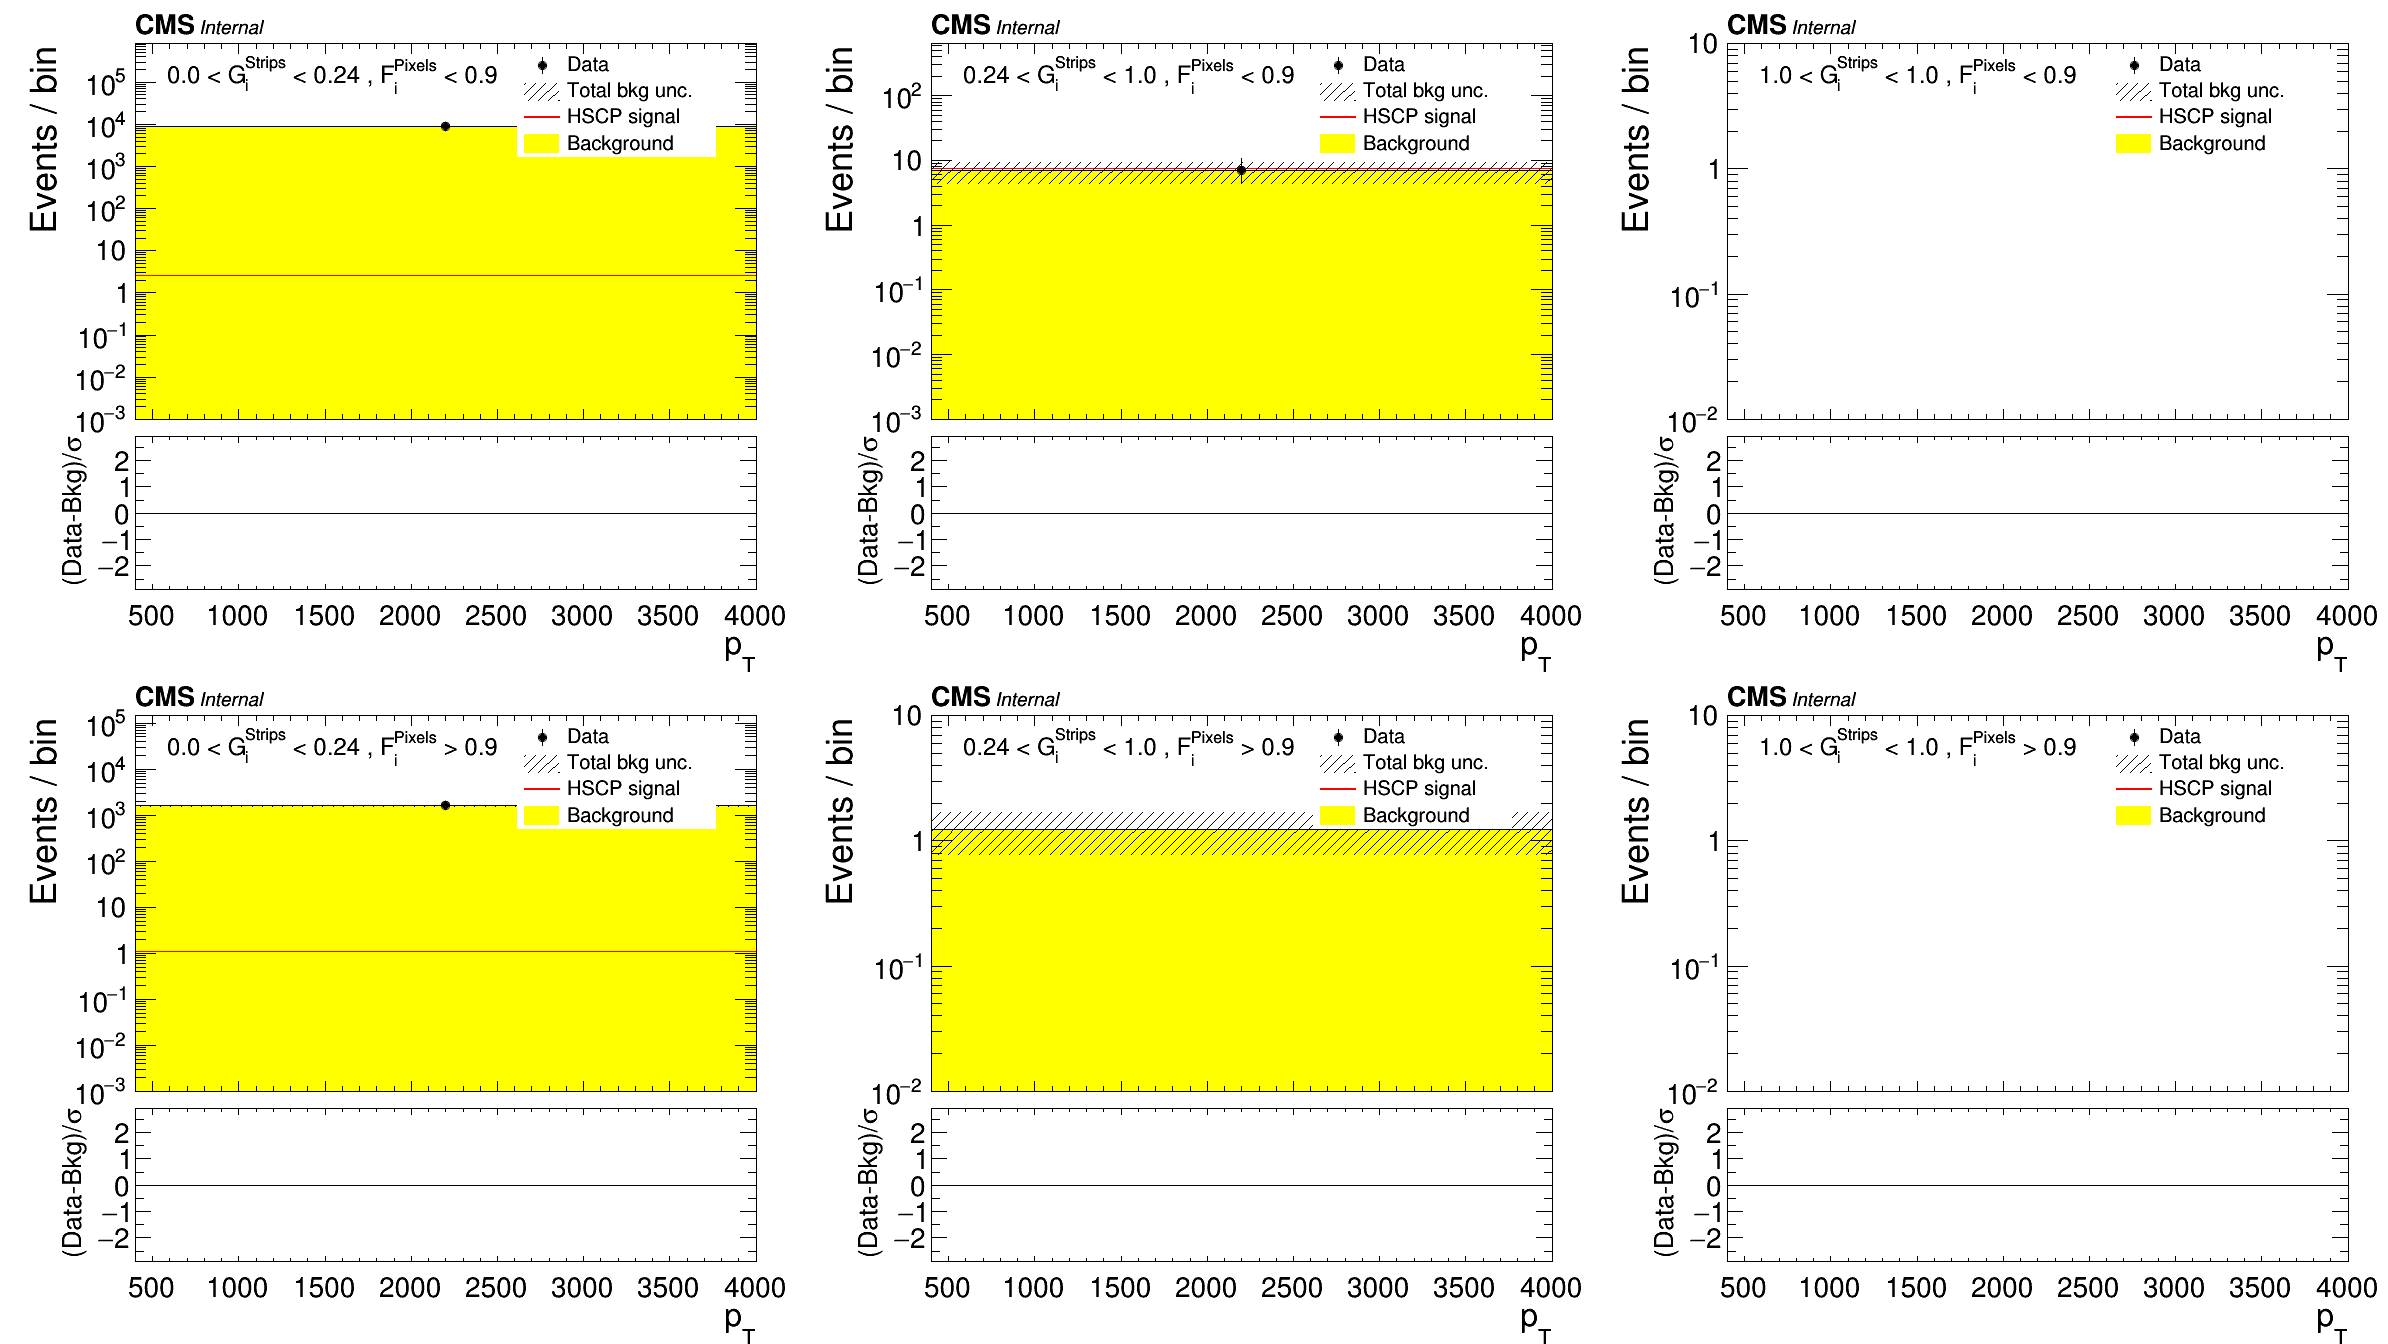 CMS Internal
Events / bin
10^5
10^4
10^3
10^2
10
1
10^−1
10^−2
10^−3
0.0 < G_i^Strips < 0.24 , F_i^Pixels < 0.9
Data
Total bkg unc.
HSCP signal
Background
(Data-Bkg)/σ
2
1
0
−1
−2
500 1000 1500 2000 2500 3000 3500 4000
p_T
CMS Internal
Events / bin
10^2
10
1
10^−1
10^−2
10^−3
0.24 < G_i^Strips < 1.0 , F_i^Pixels < 0.9
Data
Total bkg unc.
HSCP signal
Background
(Data-Bkg)/σ
2
1
0
−1
−2
500 1000 1500 2000 2500 3000 3500 4000
p_T
CMS Internal
Events / bin
10
1
10^−1
10^−2
1.0 < G_i^Strips < 1.0 , F_i^Pixels < 0.9
Data
Total bkg unc.
HSCP signal
Background
(Data-Bkg)/σ
2
1
0
−1
−2
500 1000 1500 2000 2500 3000 3500 4000
p_T
CMS Internal
Events / bin
10^5
10^4
10^3
10^2
10
1
10^−1
10^−2
10^−3
0.0 < G_i^Strips < 0.24 , F_i^Pixels > 0.9
Data
Total bkg unc.
HSCP signal
Background
(Data-Bkg)/σ
2
1
0
−1
−2
500 1000 1500 2000 2500 3000 3500 4000
p_T
CMS Internal
Events / bin
10
1
10^−1
10^−2
0.24 < G_i^Strips < 1.0 , F_i^Pixels > 0.9
Data
Total bkg unc.
HSCP signal
Background
(Data-Bkg)/σ
2
1
0
−1
−2
500 1000 1500 2000 2500 3000 3500 4000
p_T
CMS Internal
Events / bin
10
1
10^−1
10^−2
1.0 < G_i^Strips < 1.0 , F_i^Pixels > 0.9
Data
Total bkg unc.
HSCP signal
Background
(Data-Bkg)/σ
2
1
0
−1
−2
500 1000 1500 2000 2500 3000 3500 4000
p_T